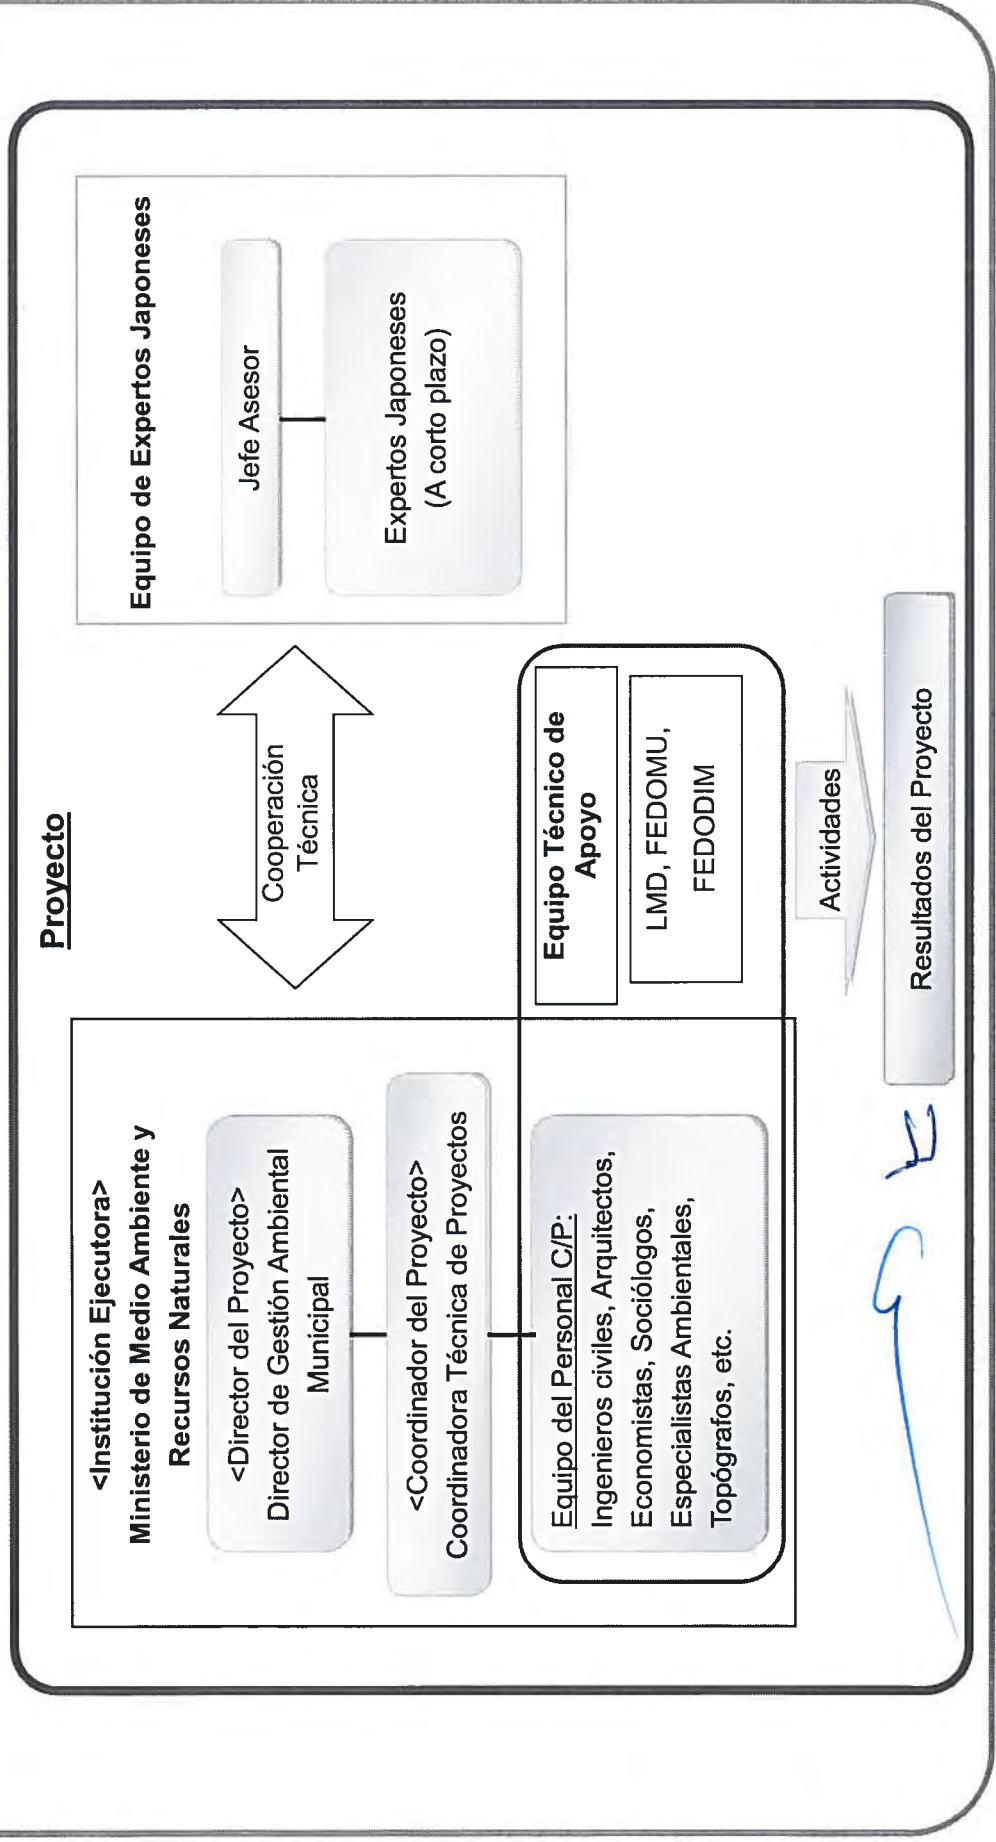 Proyecto
<Institución Ejecutora>
Ministerio de Medio Ambiente y
Recursos Naturales
<Director del Proyecto>
Director de Gestión Ambiental
Municipal
<Coordinador del Proyecto>
Coordinadora Técnica de Proyectos
Equipo del Personal C/P:
Ingenieros civiles, Arquitectos,
Economistas, Sociólogos,
Especialistas Ambientales,
Topógrafos, etc.
Cooperación
Técnica
Equipo de Expertos Japoneses
Jefe Asesor
Expertos Japoneses
(A corto plazo)
Equipo Técnico de
Apoyo
LMD, FEDOMU,
FEDODIM
Actividades
Resultados del Proyecto